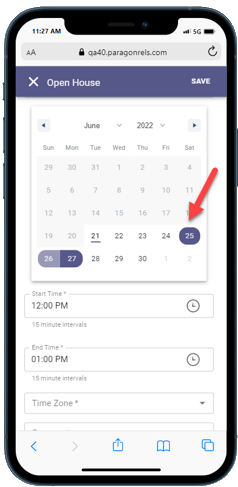 11:27 AM 5G
AA qa40.paragonrels.com
Open House SAVE
June 2022
Sun Mon Tue Wed Thu Fri Sat
29 30 31 1 2 3 4
5 6 7 8 9 10 11
12 13 14 15 16 17 18
19 20 21 22 23 24 25
26 27 28 29 30 1 2
Start Time *
12:00 PM
15 minute intervals
End Time *
01:00 PM
15 minute intervals
Time Zone *